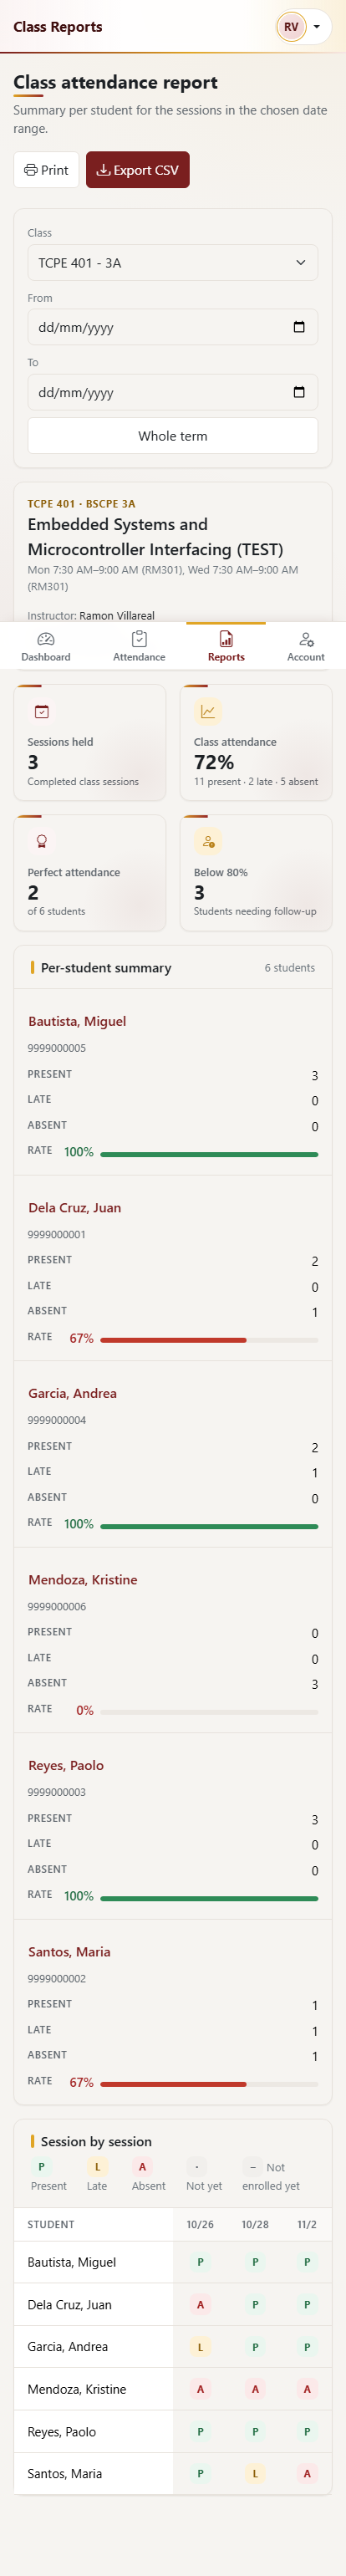 Class Reports
RV
Class attendance report
Summary per student for the sessions in the chosen date
range.
Print
Export CSV
Class
TCPE 401 - 3A
From
dd/mm/yyyy
To
dd/mm/yyyy
Whole term
TCPE 401 · BSCPE 3A
Embedded Systems and
Microcontroller Interfacing (TEST)
Mon 7:30 AM–9:00 AM (RM301), Wed 7:30 AM–9:00 AM
(RM301)
Instructor: Ramon Villareal
Dashboard
Attendance
Reports
Account
Sessions held
3
Completed class sessions
Class attendance
72%
11 present · 2 late · 5 absent
Perfect attendance
2
of 6 students
Below 80%
3
Students needing follow-up
Per-student summary
6 students
Bautista, Miguel
9999000005
PRESENT 3
LATE 0
ABSENT 0
RATE 100%
Dela Cruz, Juan
9999000001
PRESENT 2
LATE 0
ABSENT 1
RATE 67%
Garcia, Andrea
9999000004
PRESENT 2
LATE 1
ABSENT 0
RATE 100%
Mendoza, Kristine
9999000006
PRESENT 0
LATE 0
ABSENT 3
RATE 0%
Reyes, Paolo
9999000003
PRESENT 3
LATE 0
ABSENT 0
RATE 100%
Santos, Maria
9999000002
PRESENT 1
LATE 1
ABSENT 1
RATE 67%
Session by session
P Present
L Late
A Absent
· Not yet
– Not enrolled yet
STUDENT 10/26 10/28 11/2
Bautista, Miguel P P P
Dela Cruz, Juan A P P
Garcia, Andrea L P P
Mendoza, Kristine A A A
Reyes, Paolo P P P
Santos, Maria P L A